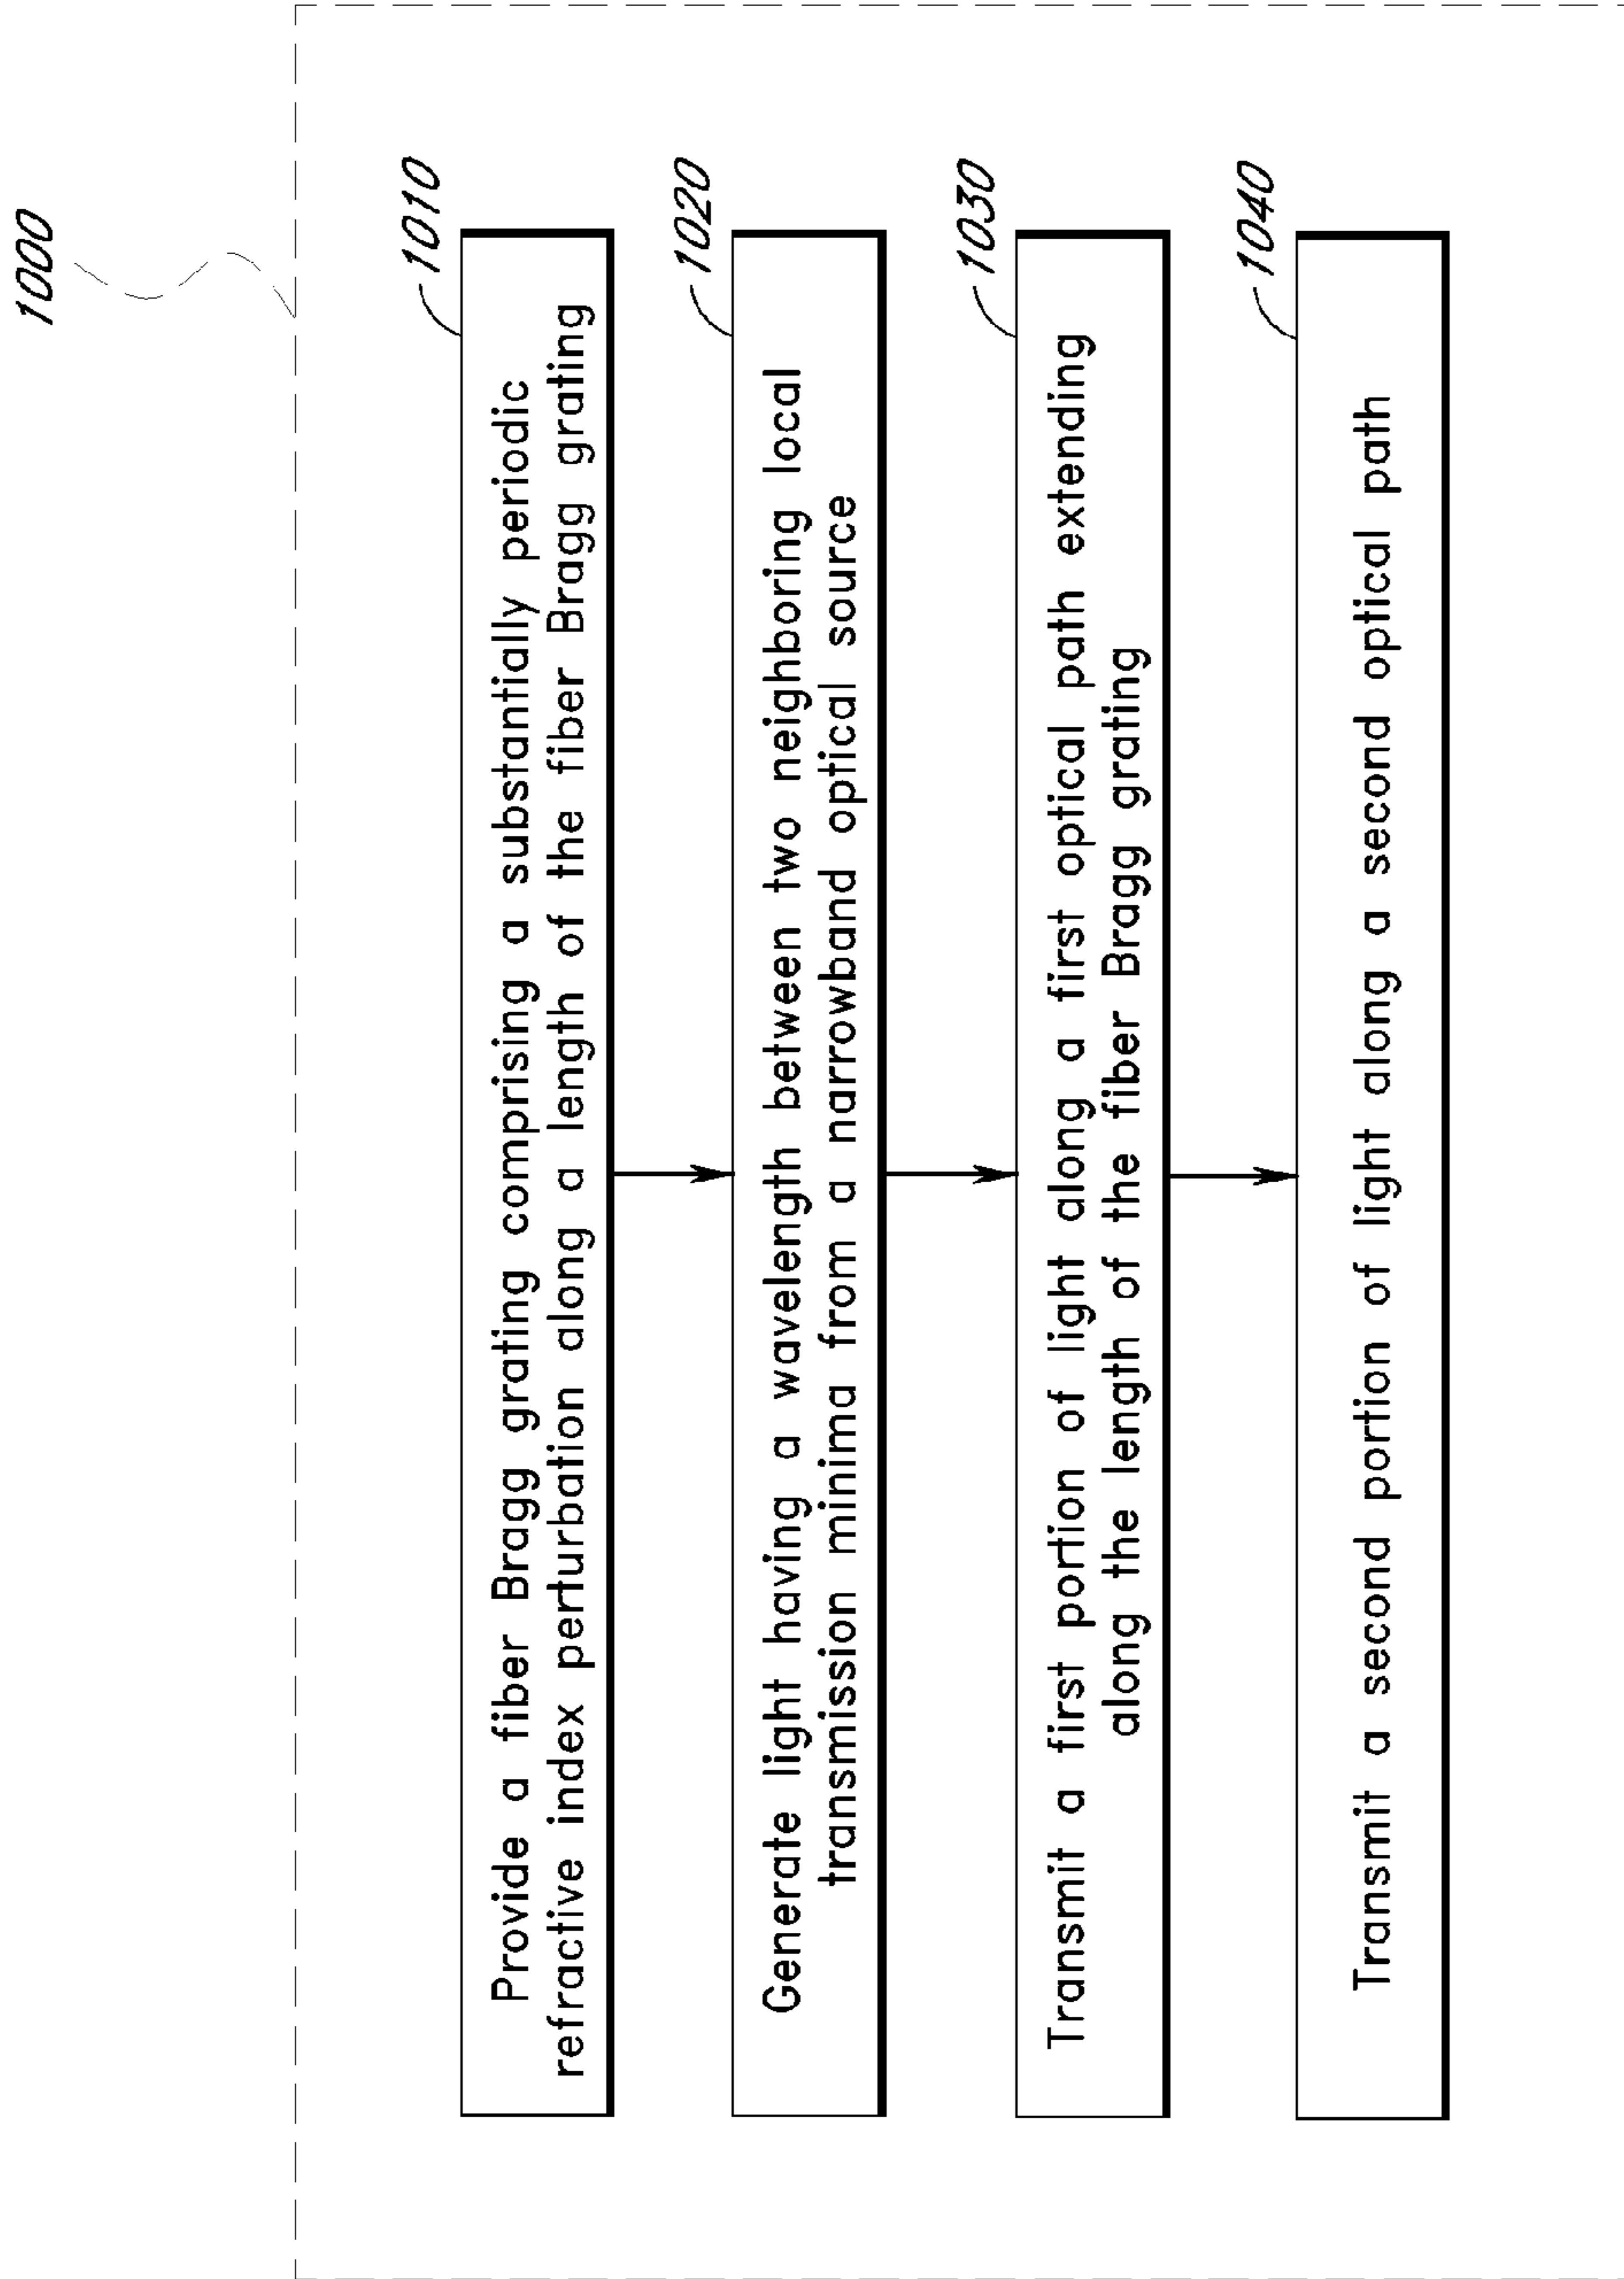 1000
1010
Provide a fiber Bragg grating comprising a substantially periodic
refractive index perturbation along a length of the fiber Bragg grating
1020
Generate light having a wavelength between two neighboring local
transmission minima from a narrowband optical source
1030
Transmit a first portion of light along a first optical path extending
along the length of the fiber Bragg grating
1040
Transmit a second portion of light along a second optical path